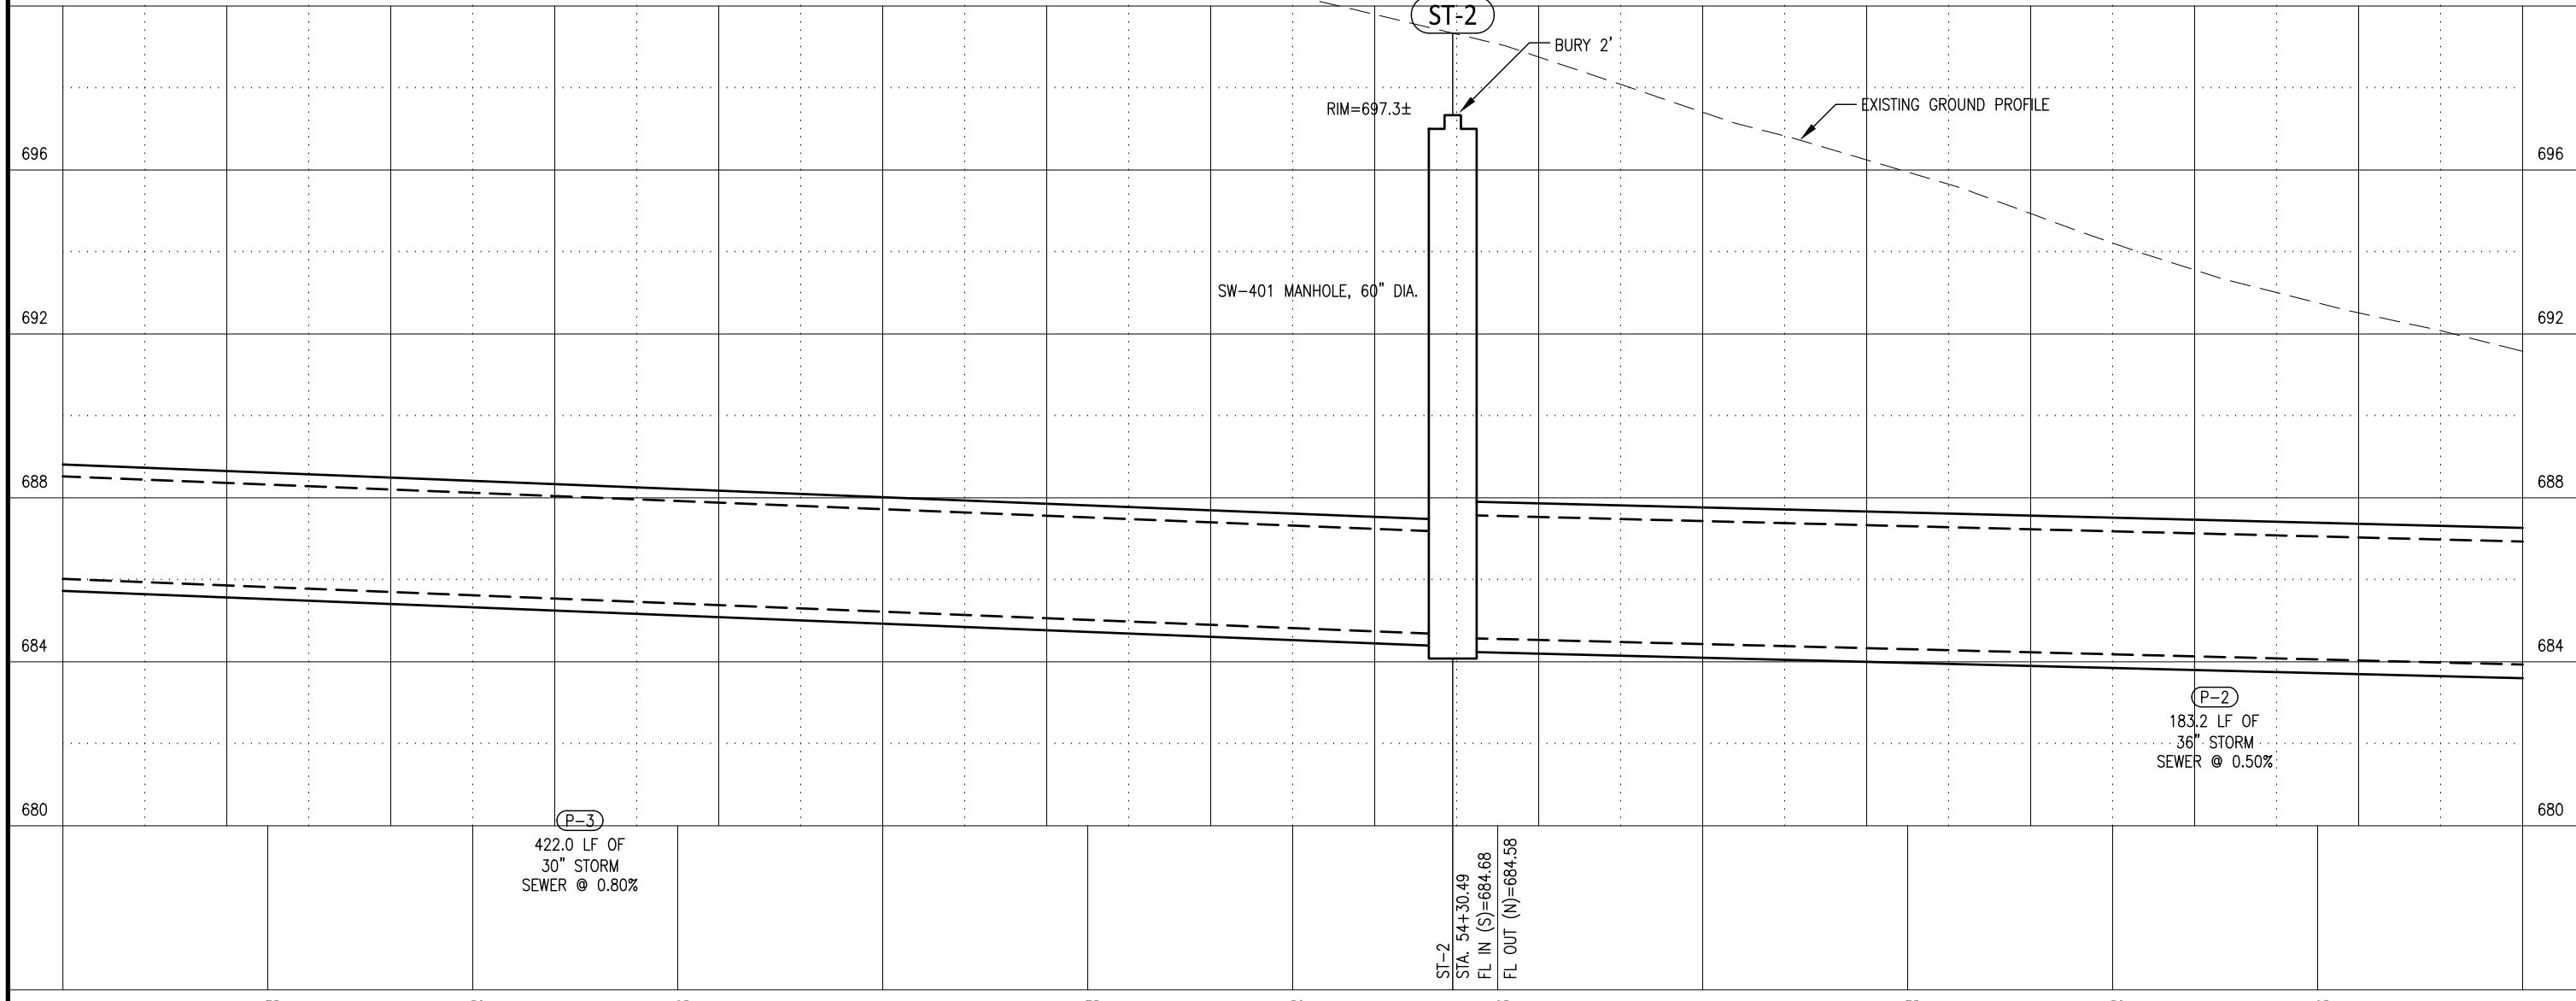 ST-2
BURY 2'
RIM=697.3±
EXISTING GROUND PROFILE
696
696
SW-401 MANHOLE, 60" DIA.
692
692
688
688
684
684
P-2
183.2 LF OF
36" STORM
SEWER @ 0.50%
680
680
P-3
422.0 LF OF
30" STORM
SEWER @ 0.80%
ST-2
STA. 54+30.49
FL IN (S)=684.68
FL OUT (N)=684.58